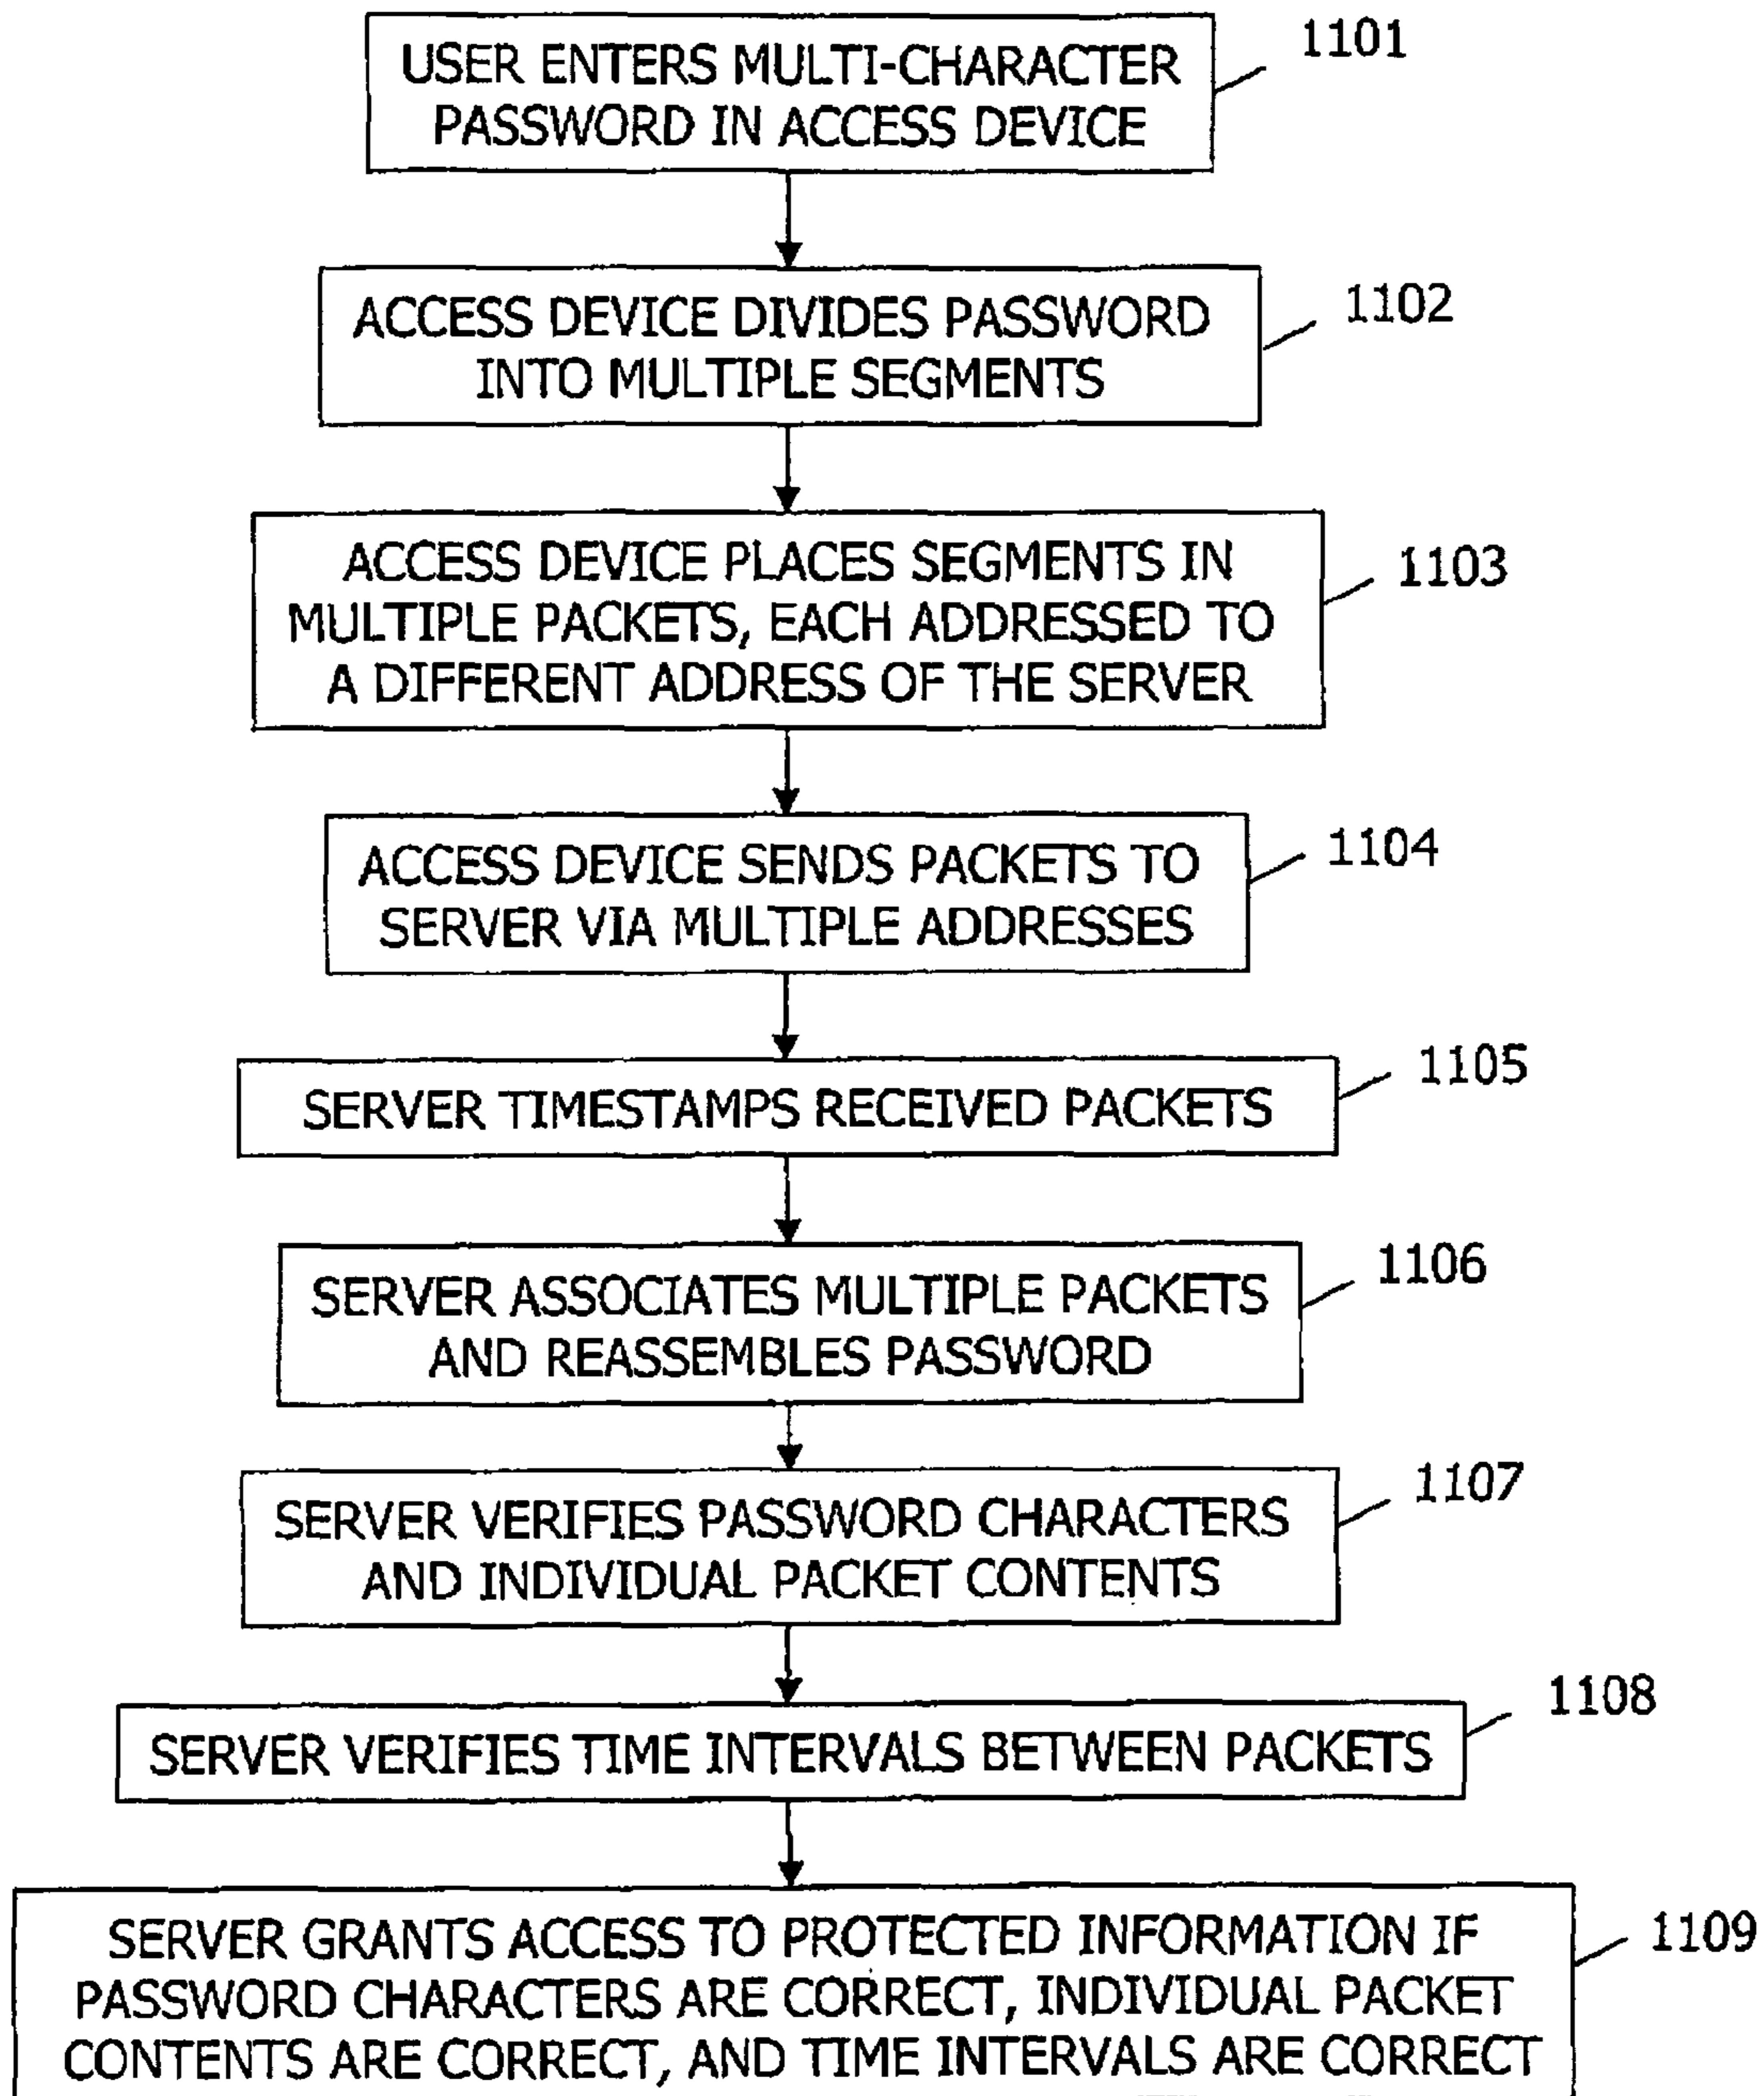 USER ENTERS MULTI-CHARACTER
PASSWORD IN ACCESS DEVICE
1101
ACCESS DEVICE DIVIDES PASSWORD
INTO MULTIPLE SEGMENTS
1102
ACCESS DEVICE PLACES SEGMENTS IN
MULTIPLE PACKETS, EACH ADDRESSED TO
A DIFFERENT ADDRESS OF THE SERVER
1103
ACCESS DEVICE SENDS PACKETS TO
SERVER VIA MULTIPLE ADDRESSES
1104
SERVER TIMESTAMPS RECEIVED PACKETS
1105
SERVER ASSOCIATES MULTIPLE PACKETS
AND REASSEMBLES PASSWORD
1106
SERVER VERIFIES PASSWORD CHARACTERS
AND INDIVIDUAL PACKET CONTENTS
1107
SERVER VERIFIES TIME INTERVALS BETWEEN PACKETS
1108
SERVER GRANTS ACCESS TO PROTECTED INFORMATION IF
PASSWORD CHARACTERS ARE CORRECT, INDIVIDUAL PACKET
CONTENTS ARE CORRECT, AND TIME INTERVALS ARE CORRECT
1109